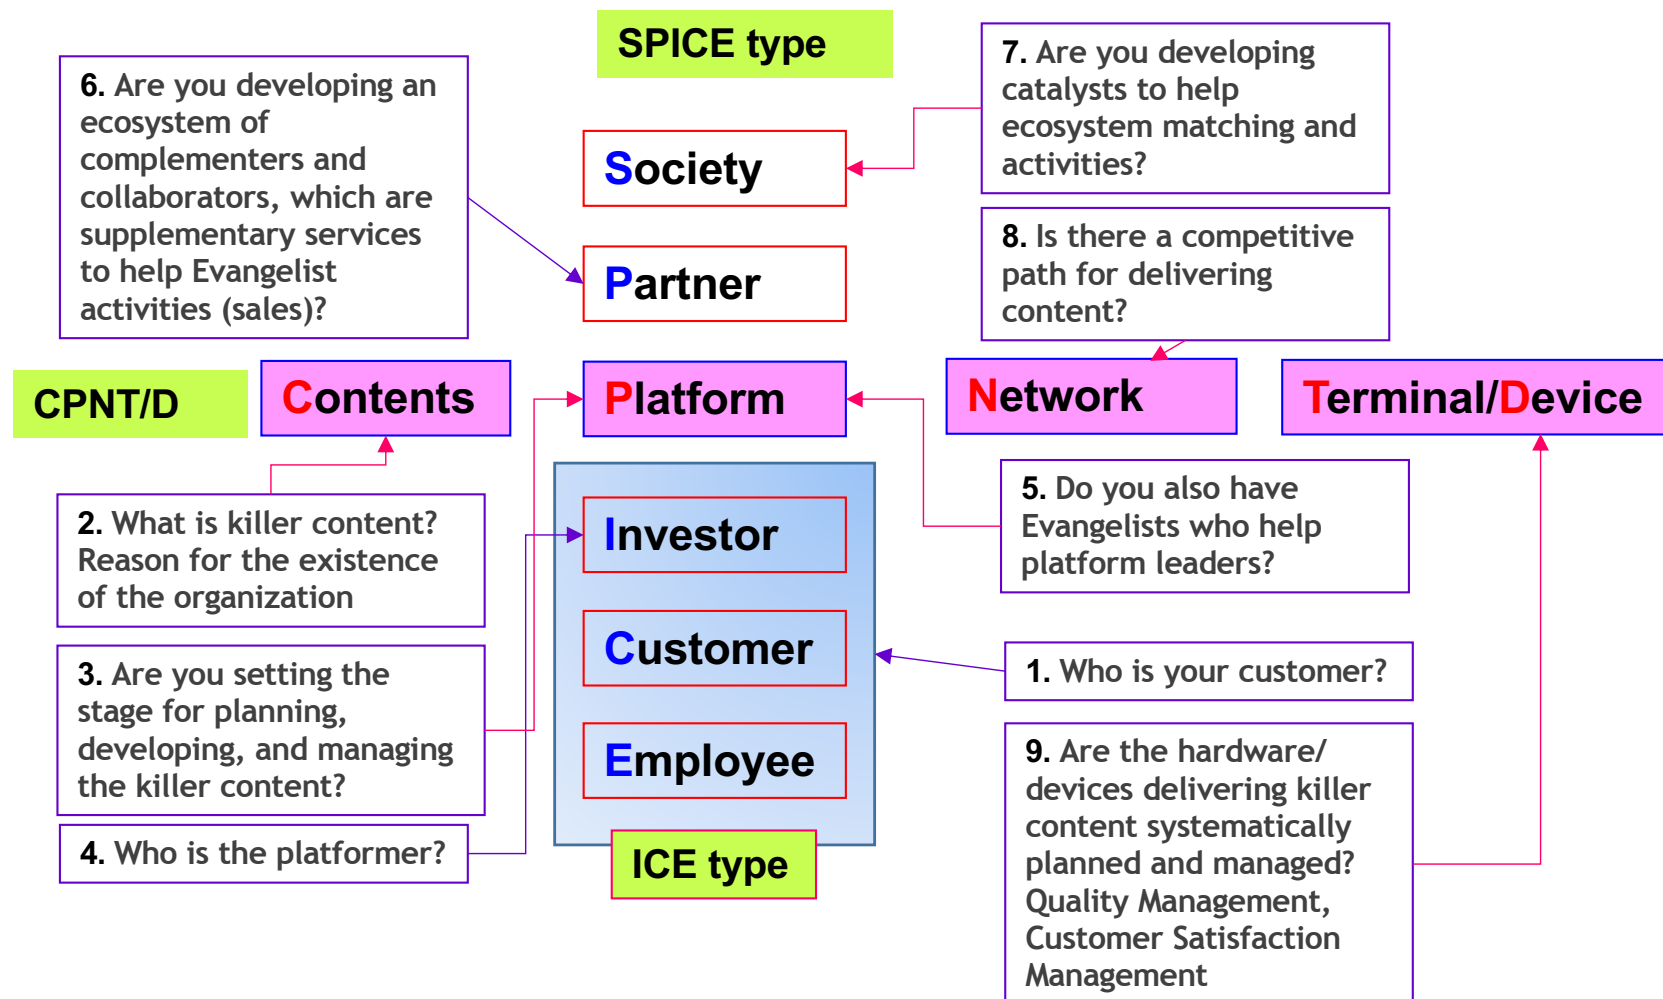 SPICE type
6. Are you developing an
ecosystem of
complementers and
collaborators, which are
supplementary services
to help Evangelist
activities (sales)?
7. Are you developing
catalysts to help
ecosystem matching and
activities?
Society
8. Is there a competitive
path for delivering
content?
Partner
CPNT/D
Contents
Platform
Network
Terminal/Device
2. What is killer content?
Reason for the existence
of the organization
Investor
5. Do you also have
Evangelists who help
platform leaders?
3. Are you setting the
stage for planning,
developing, and managing
the killer content?
Customer
1. Who is your customer?
Employee
4. Who is the platformer?
ICE type
9. Are the hardware/
devices delivering killer
content systematically
planned and managed?
Quality Management,
Customer Satisfaction
Management